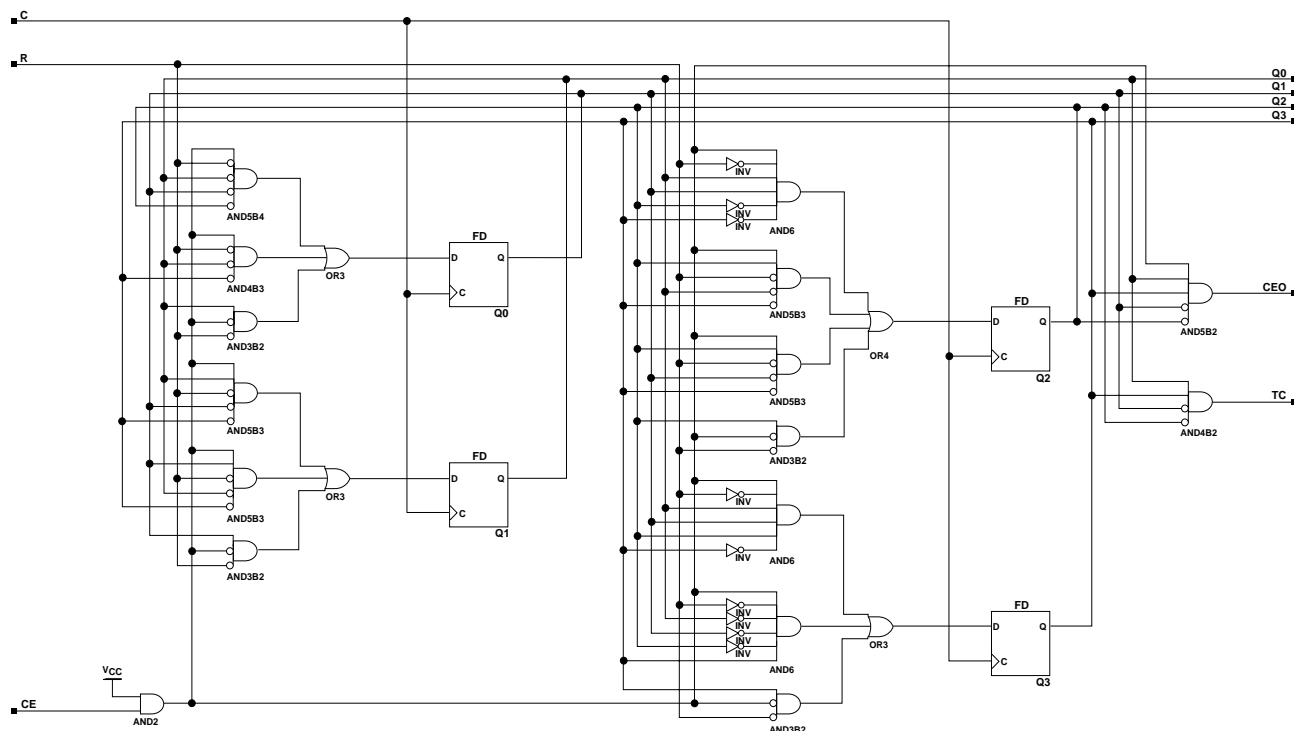 C
R
Q0
Q1
Q2
Q3
AND5B4
AND4B3
OR3
AND3B2
FD
D
Q
C
Q0
AND5B3
AND5B3
OR3
AND3B2
FD
D
Q
C
Q1
VCC
CE
AND2
INV
INV
INV
AND6
AND5B3
AND5B3
OR4
AND3B2
FD
D
Q
C
Q2
INV
INV
AND6
INV
INV
INV
INV
AND6
OR3
AND3B2
FD
D
Q
C
Q3
CEO
AND5B2
TC
AND4B2